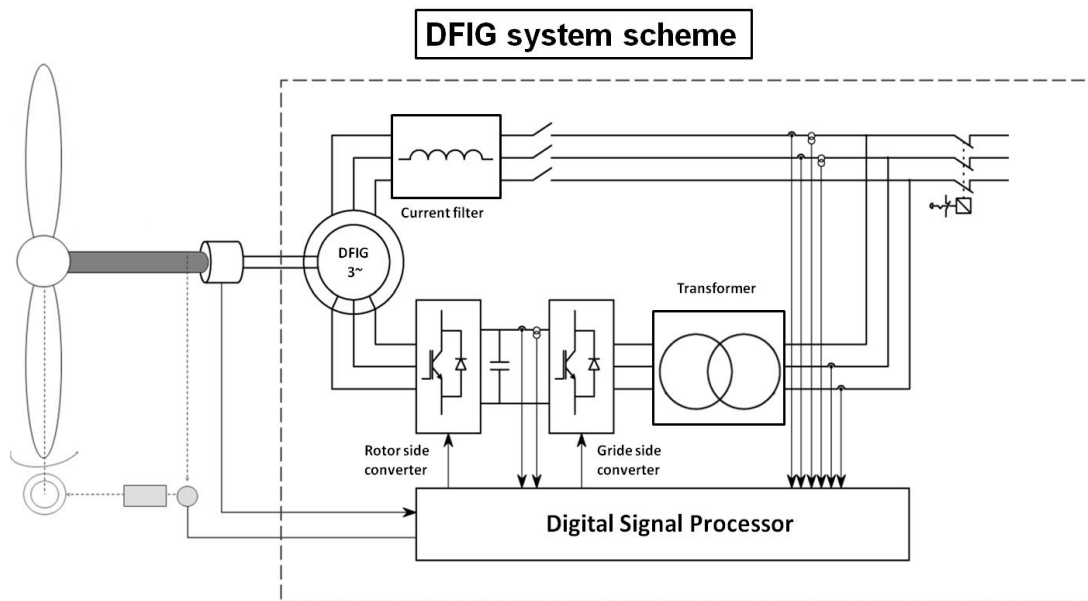 DFIG system scheme
Current filter
DFIG
3~
Transformer
Rotor side
converter
Gride side
converter
Digital Signal Processor